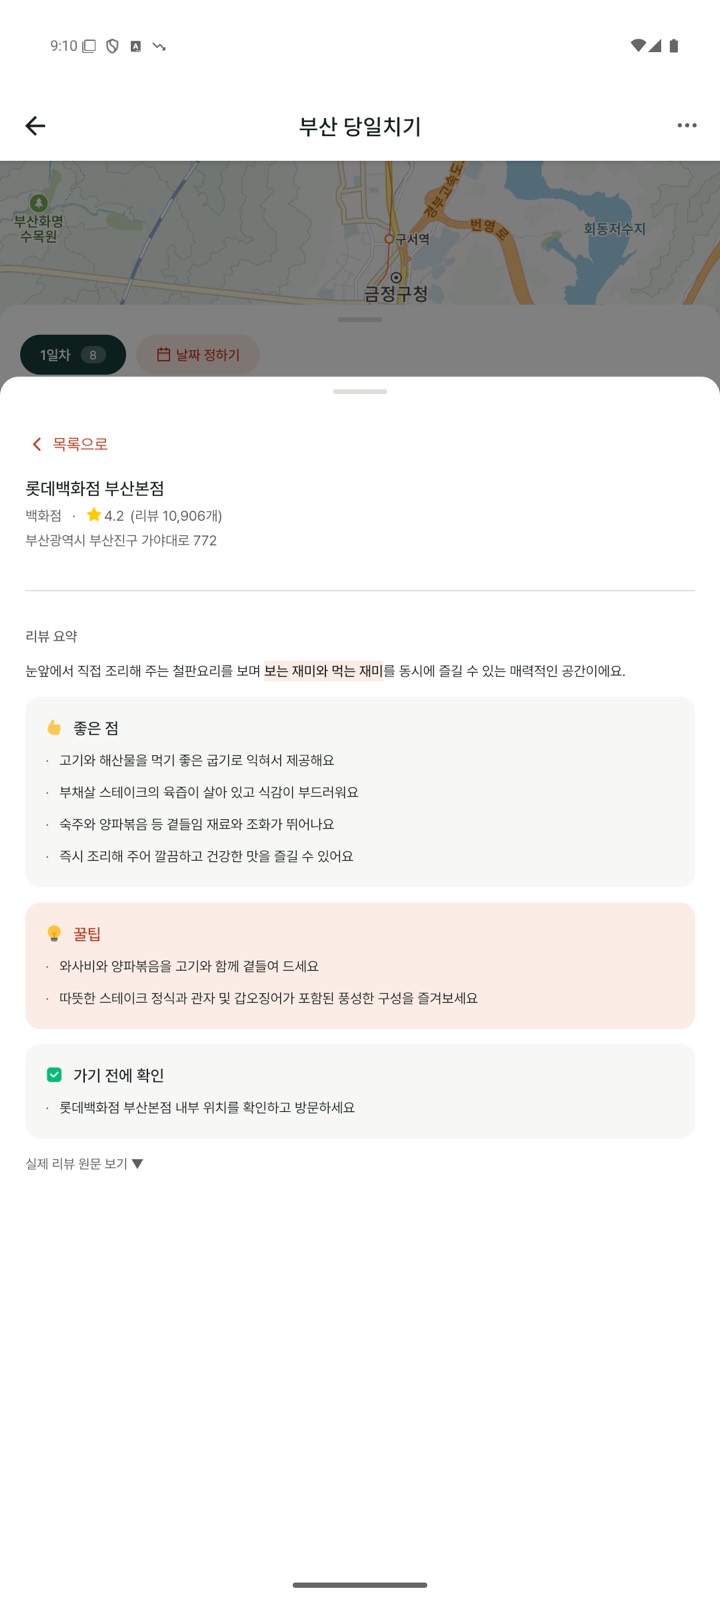 9:10
부산 당일치기
부산화명
수목원
경부고속도로
번영로
구서역
회동저수지
금정구청
1일차 8
날짜 정하기
목록으로
롯데백화점 부산본점
백화점 · 4.2 (리뷰 10,906개)
부산광역시 부산진구 가야대로 772
리뷰 요약
눈앞에서 직접 조리해 주는 철판요리를 보며 보는 재미와 먹는 재미를 동시에 즐길 수 있는 매력적인 공간이에요.
좋은 점
· 고기와 해산물을 먹기 좋은 굽기로 익혀서 제공해요
· 부채살 스테이크의 육즙이 살아 있고 식감이 부드러워요
· 숙주와 양파볶음 등 곁들임 재료와 조화가 뛰어나요
· 즉시 조리해 주어 깔끔하고 건강한 맛을 즐길 수 있어요
꿀팁
· 와사비와 양파볶음을 고기와 함께 곁들여 드세요
· 따뜻한 스테이크 정식과 관자 및 갑오징어가 포함된 풍성한 구성을 즐겨보세요
가기 전에 확인
· 롯데백화점 부산본점 내부 위치를 확인하고 방문하세요
실제 리뷰 원문 보기 ▼